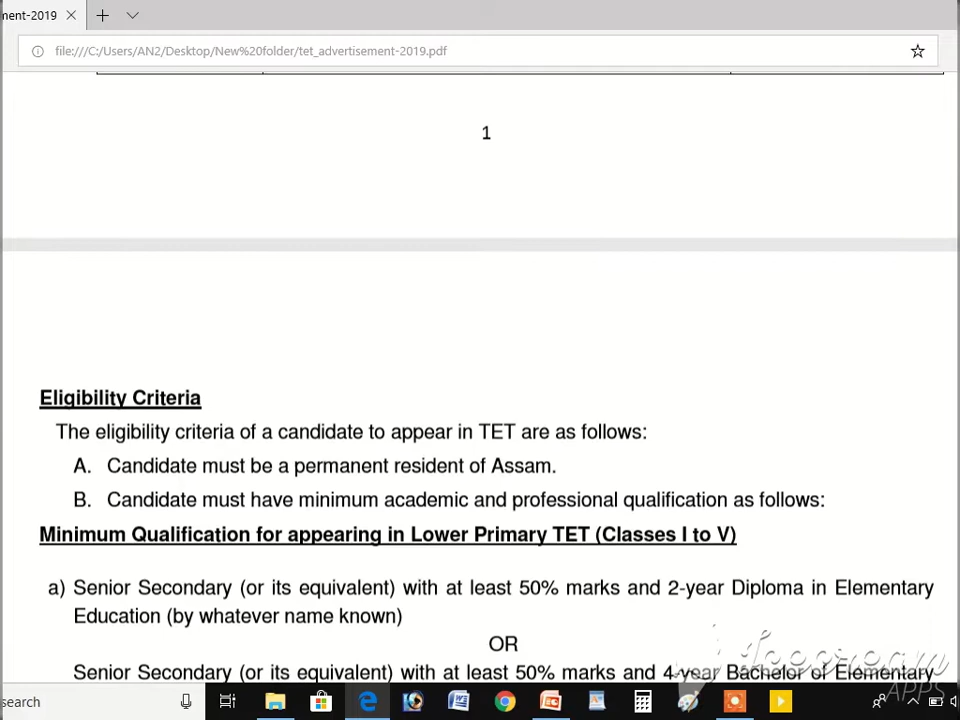 ment-2019
file:///C:/Users/AN2/Desktop/New%20folder/tet_advertisement-2019.pdf
1
Eligibility Criteria
The eligibility criteria of a candidate to appear in TET are as follows:
A. Candidate must be a permanent resident of Assam.
B. Candidate must have minimum academic and professional qualification as follows:
Minimum Qualification for appearing in Lower Primary TET (Classes I to V)
a) Senior Secondary (or its equivalent) with at least 50% marks and 2-year Diploma in Elementary
Education (by whatever name known)
OR
Senior Secondary (or its equivalent) with at least 50% marks and 4-year Bachelor of Elementary
APPS
search